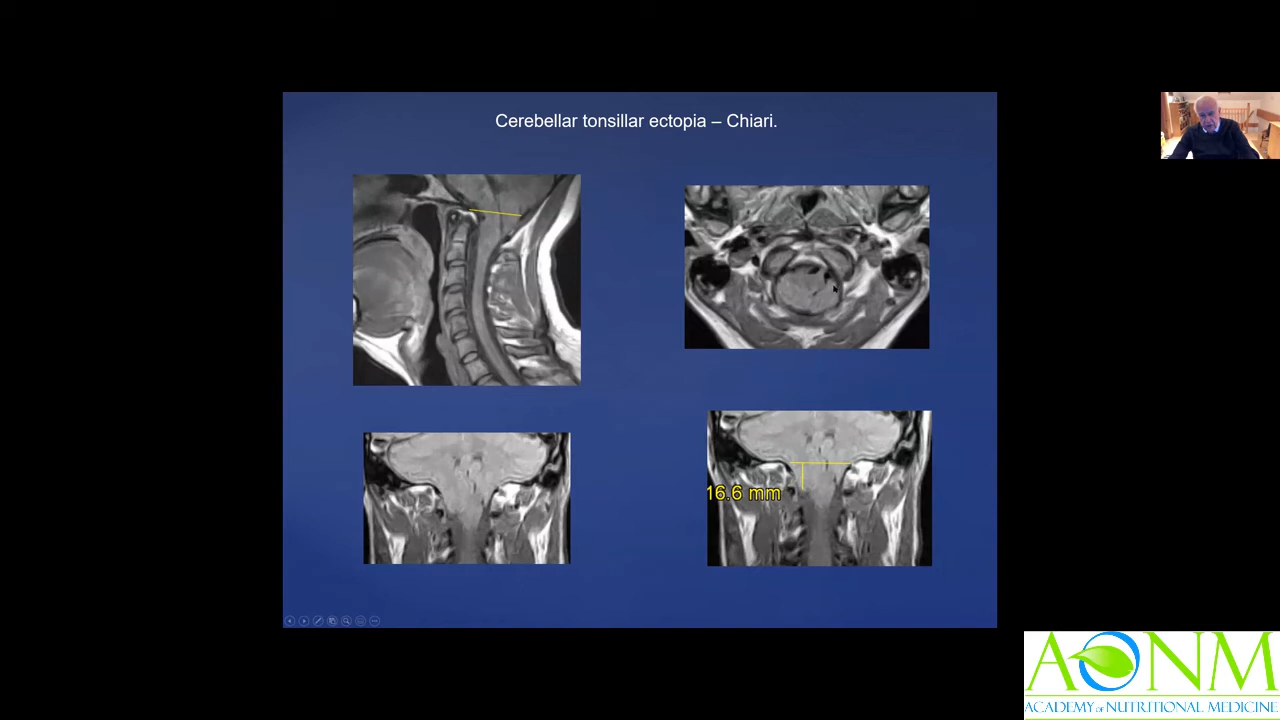 Cerebellar tonsillar ectopia – Chiari.
16.6 mm
AONM
ACADEMY of NUTRITIONAL MEDICINE